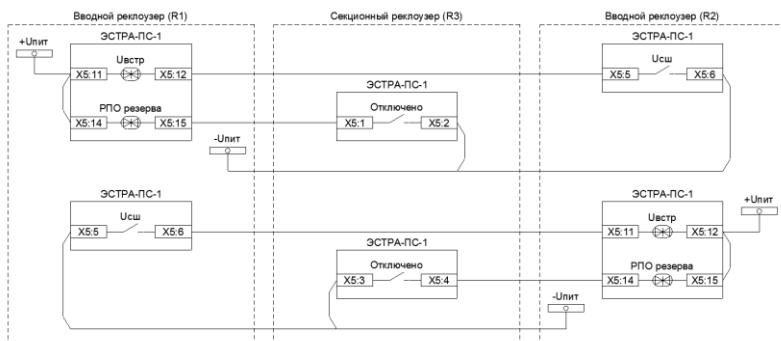 Вводной реклоузер (R1)
Секционный реклоузер (R3)
Вводной реклоузер (R2)
+Uпит
ЭСТРА-ПС-1
ЭСТРА-ПС-1
Uвстр
X5:11
X5:12
Uсш
X5:5
X5:6
ЭСТРА-ПС-1
РПО резерва
X5:14
X5:15
Отключено
X5:1
X5:2
-Uпит
ЭСТРА-ПС-1
ЭСТРА-ПС-1
+Uпит
Uсш
X5:5
X5:6
Uвстр
X5:11
X5:12
ЭСТРА-ПС-1
Отключено
X5:3
X5:4
РПО резерва
X5:14
X5:15
-Uпит